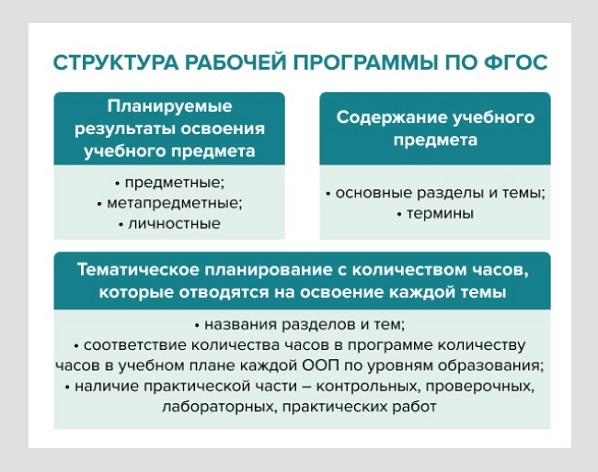 СТРУКТУРА РАБОЧЕЙ ПРОГРАММЫ ПО ФГОС
Планируемые
результаты освоения
учебного предмета
• предметные;
• метапредметные;
• личностные
Содержание учебного
предмета
• основные разделы и темы;
• термины
Тематическое планирование с количеством часов,
которые отводятся на освоение каждой темы
• названия разделов и тем;
• соответствие количества часов в программе количеству
часов в учебном плане каждой ООП по уровням образования;
• наличие практической части – контрольных, проверочных,
лабораторных, практических работ